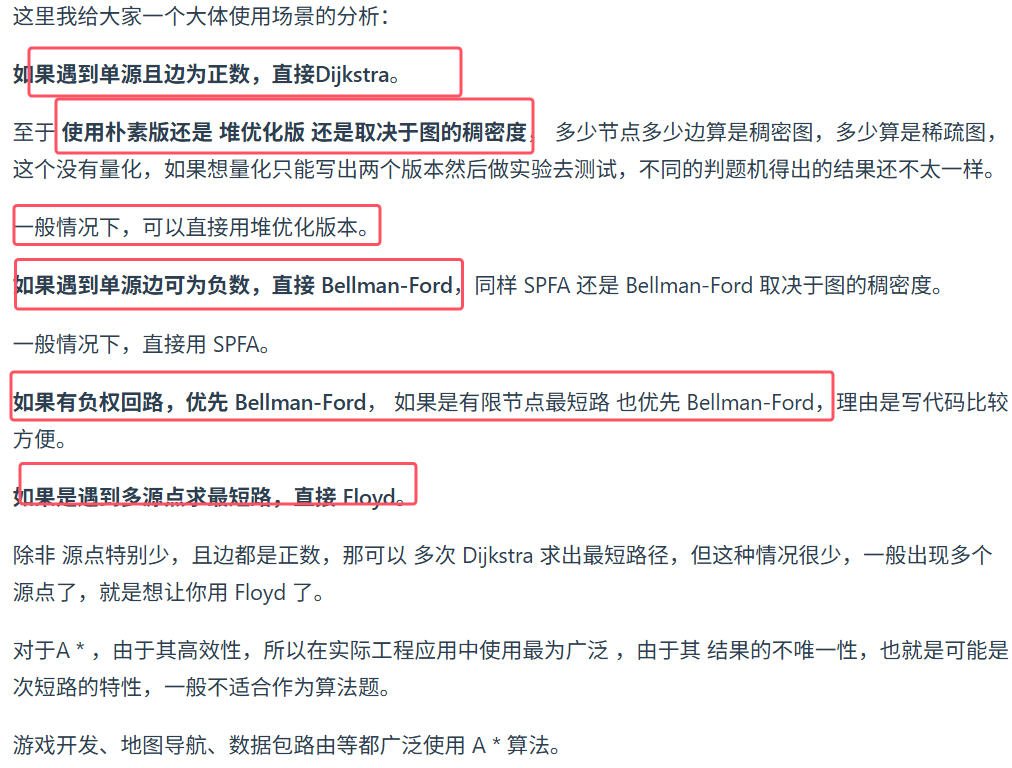 这里我给大家一个大体使用场景的分析：
如果遇到单源且边为正数，直接Dijkstra。
至于 使用朴素版还是 堆优化版 还是取决于图的稠密度， 多少节点多少边算是稠密图，多少算是稀疏图，
这个没有量化，如果想量化只能写出两个版本然后做实验去测试，不同的判题机得出的结果还不太一样。
一般情况下，可以直接用堆优化版本。
如果遇到单源边可为负数，直接 Bellman-Ford，同样 SPFA 还是 Bellman-Ford 取决于图的稠密度。
一般情况下，直接用 SPFA。
如果有负权回路，优先 Bellman-Ford， 如果是有限节点最短路 也优先 Bellman-Ford，理由是写代码比较
方便。
如果是遇到多源点求最短路，直接 Floyd。
除非 源点特别少，且边都是正数，那可以 多次 Dijkstra 求出最短路径，但这种情况很少，一般出现多个
源点了，就是想让你用 Floyd 了。
对于A * ，由于其高效性，所以在实际工程应用中使用最为广泛 ，由于其 结果的不唯一性，也就是可能是
次短路的特性，一般不适合作为算法题。
游戏开发、地图导航、数据包路由等都广泛使用 A * 算法。